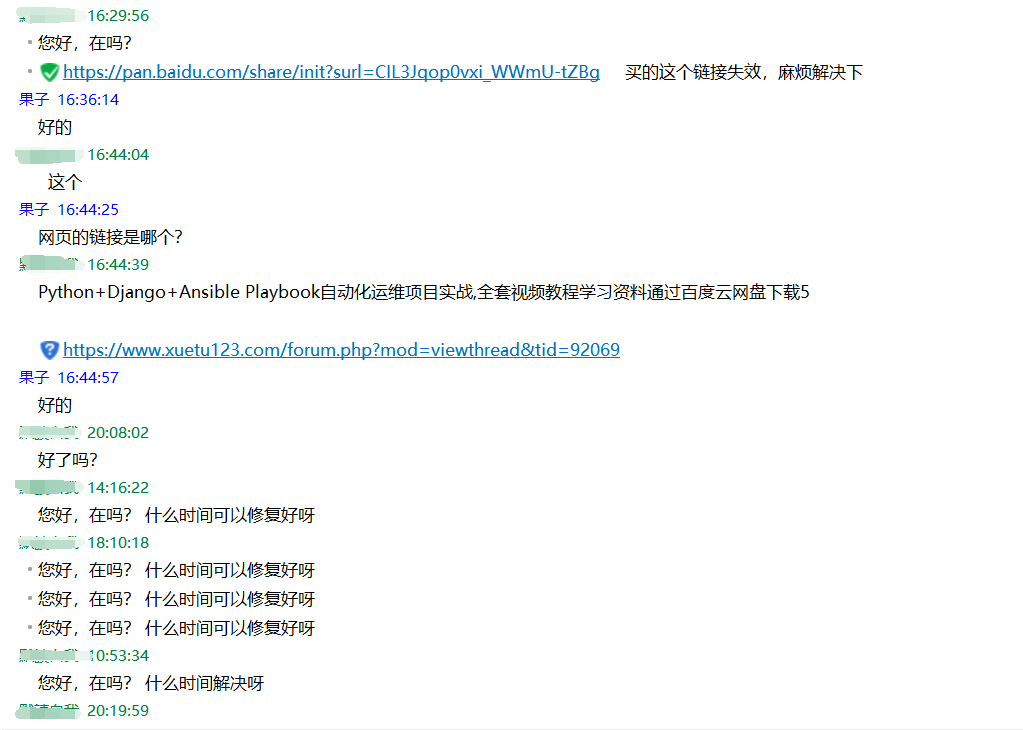 16:29:56
您好，在吗？
https://pan.baidu.com/share/init?surl=CIL3Jqop0vxi_WWmU-tZBg 买的这个链接失效，麻烦解决下
果子 16:36:14
好的
16:44:04
这个
果子 16:44:25
网页的链接是哪个？
16:44:39
Python+Django+Ansible Playbook自动化运维项目实战,全套视频教程学习资料通过百度云网盘下载5
https://www.xuetu123.com/forum.php?mod=viewthread&tid=92069
果子 16:44:57
好的
20:08:02
好了吗？
14:16:22
您好，在吗？ 什么时间可以修复好呀
18:10:18
您好，在吗？ 什么时间可以修复好呀
您好，在吗？ 什么时间可以修复好呀
您好，在吗？ 什么时间可以修复好呀
10:53:34
您好，在吗？ 什么时间解决呀
20:19:59